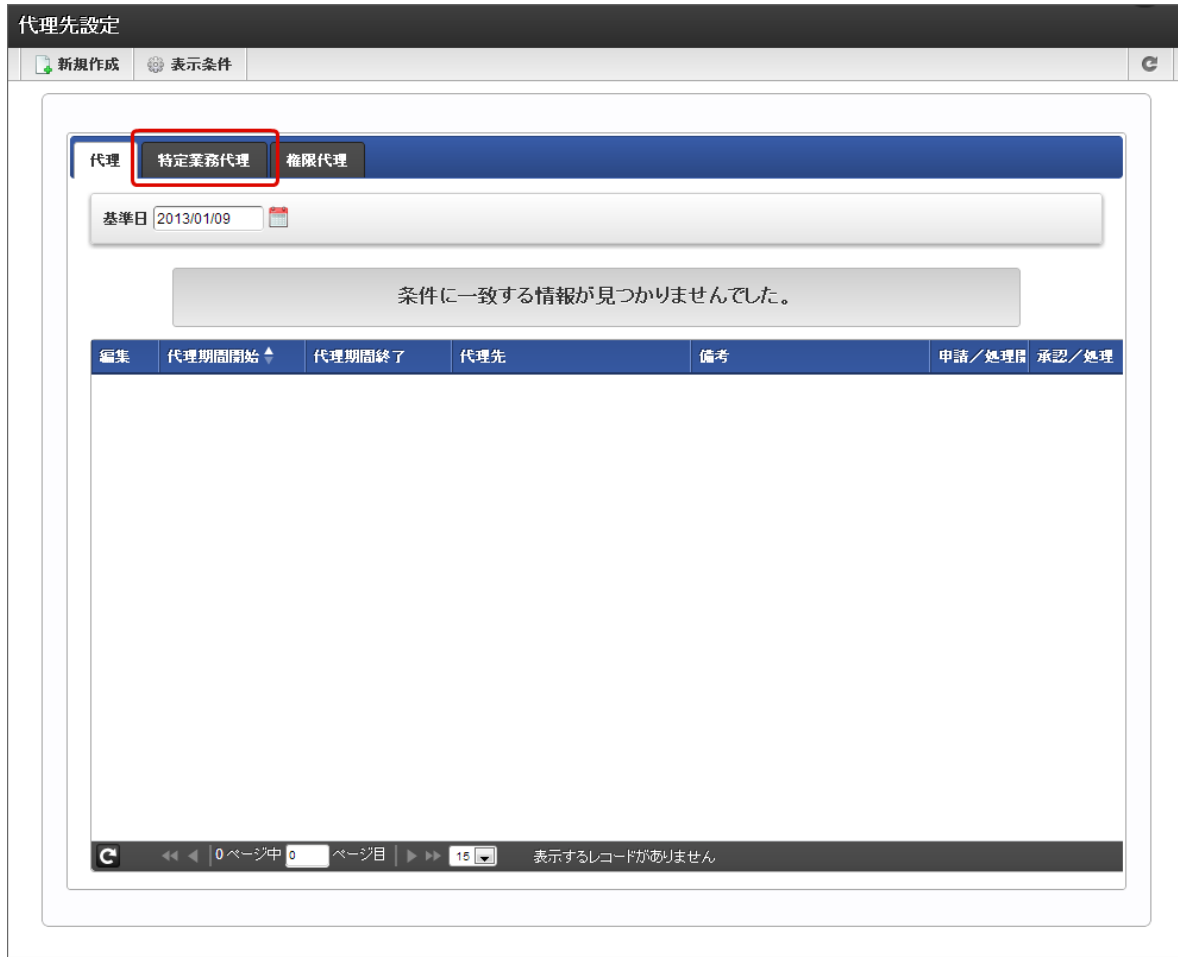 代理先設定
新規作成 表示条件
代理 特定業務代理 権限代理
基準日 2013/01/09
条件に一致する情報が見つかりませんでした。
編集 代理期間開始 代理期間終了 代理先 備考 申請／処理開 承認／処理
0 ページ中 0 ページ目 15 表示するレコードがありません